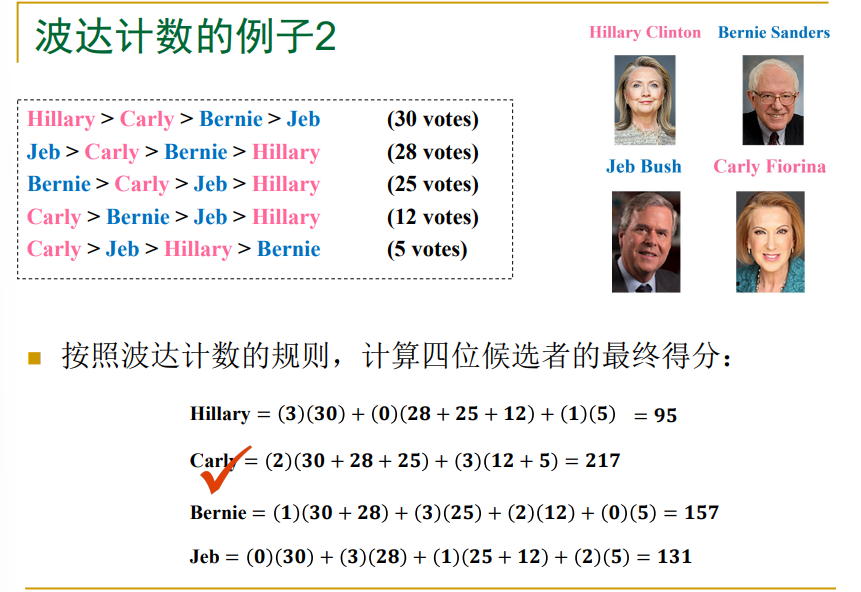 波达计数的例子2
Hillary Clinton Bernie Sanders
Jeb Bush Carly Fiorina
Hillary > Carly > Bernie > Jeb (30 votes)
Jeb > Carly > Bernie > Hillary (28 votes)
Bernie > Carly > Jeb > Hillary (25 votes)
Carly > Bernie > Jeb > Hillary (12 votes)
Carly > Jeb > Hillary > Bernie (5 votes)
按照波达计数的规则，计算四位候选者的最终得分：
Hillary = (3)(30) + (0)(28 + 25 + 12) + (1)(5) = 95
Carly = (2)(30 + 28 + 25) + (3)(12 + 5) = 217
Bernie = (1)(30 + 28) + (3)(25) + (2)(12) + (0)(5) = 157
Jeb = (0)(30) + (3)(28) + (1)(25 + 12) + (2)(5) = 131